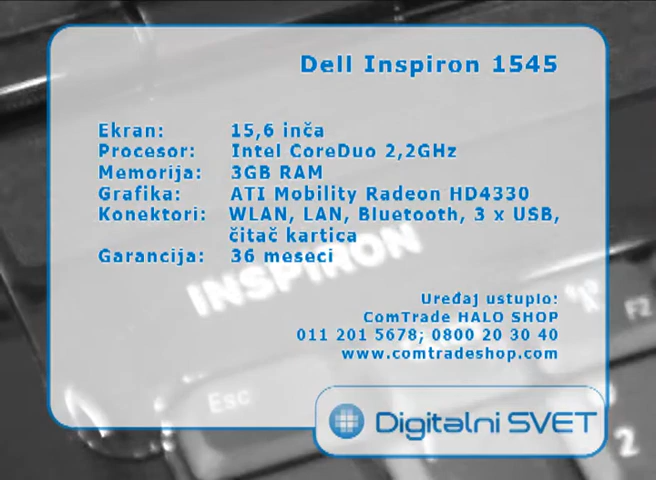 Dell Inspiron 1545
Ekran: 15,6 inča
Procesor: Intel CoreDuo 2,2GHz
Memorija: 3GB RAM
Grafika: ATI Mobility Radeon HD4330
Konektori: WLAN, LAN, Bluetooth, 3 x USB,
čitač kartica
Garancija: 36 meseci
INSPIRON
Uređaj ustupio:
ComTrade HALO SHOP
011 201 5678; 0800 20 30 40
www.comtradeshop.com
F2
Esc
Digitalni SVET
2